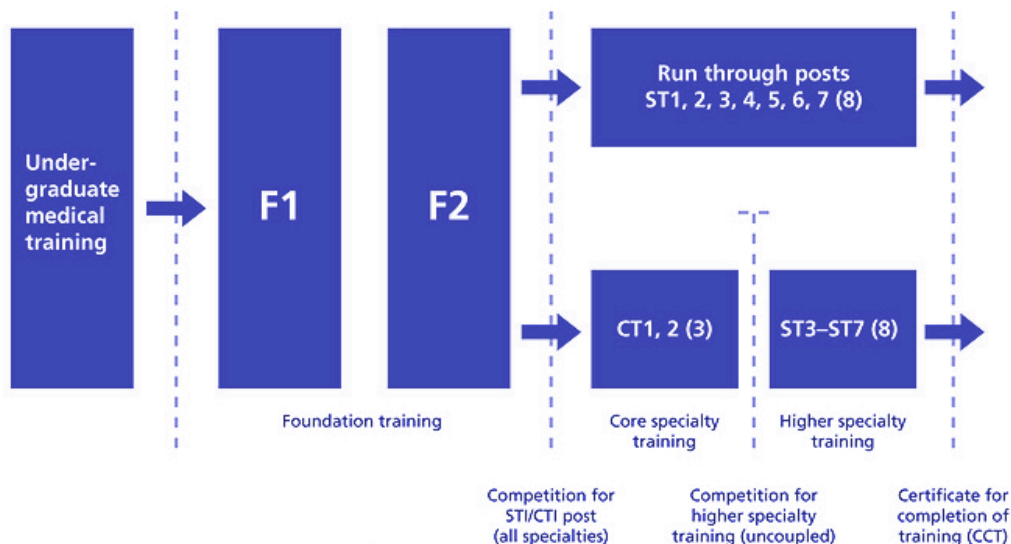 Under-
graduate
medical
training
F1
F2
Run through posts
ST1, 2, 3, 4, 5, 6, 7 (8)
CT1, 2 (3)
ST3–ST7 (8)
Foundation training
Core specialty
training
Higher specialty
training
Competition for
STI/CTI post
(all specialties)
Competition for
higher specialty
training (uncoupled)
Certificate for
completion of
training (CCT)